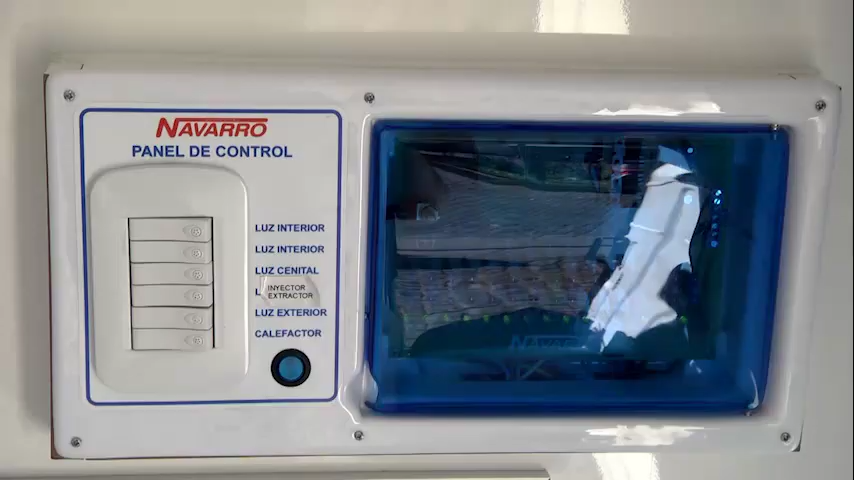 NAVARRO
PANEL DE CONTROL
LUZ INTERIOR
LUZ INTERIOR
LUZ CENITAL
L
INYECTOR
EXTRACTOR
LUZ EXTERIOR
CALEFACTOR
NAVARRO